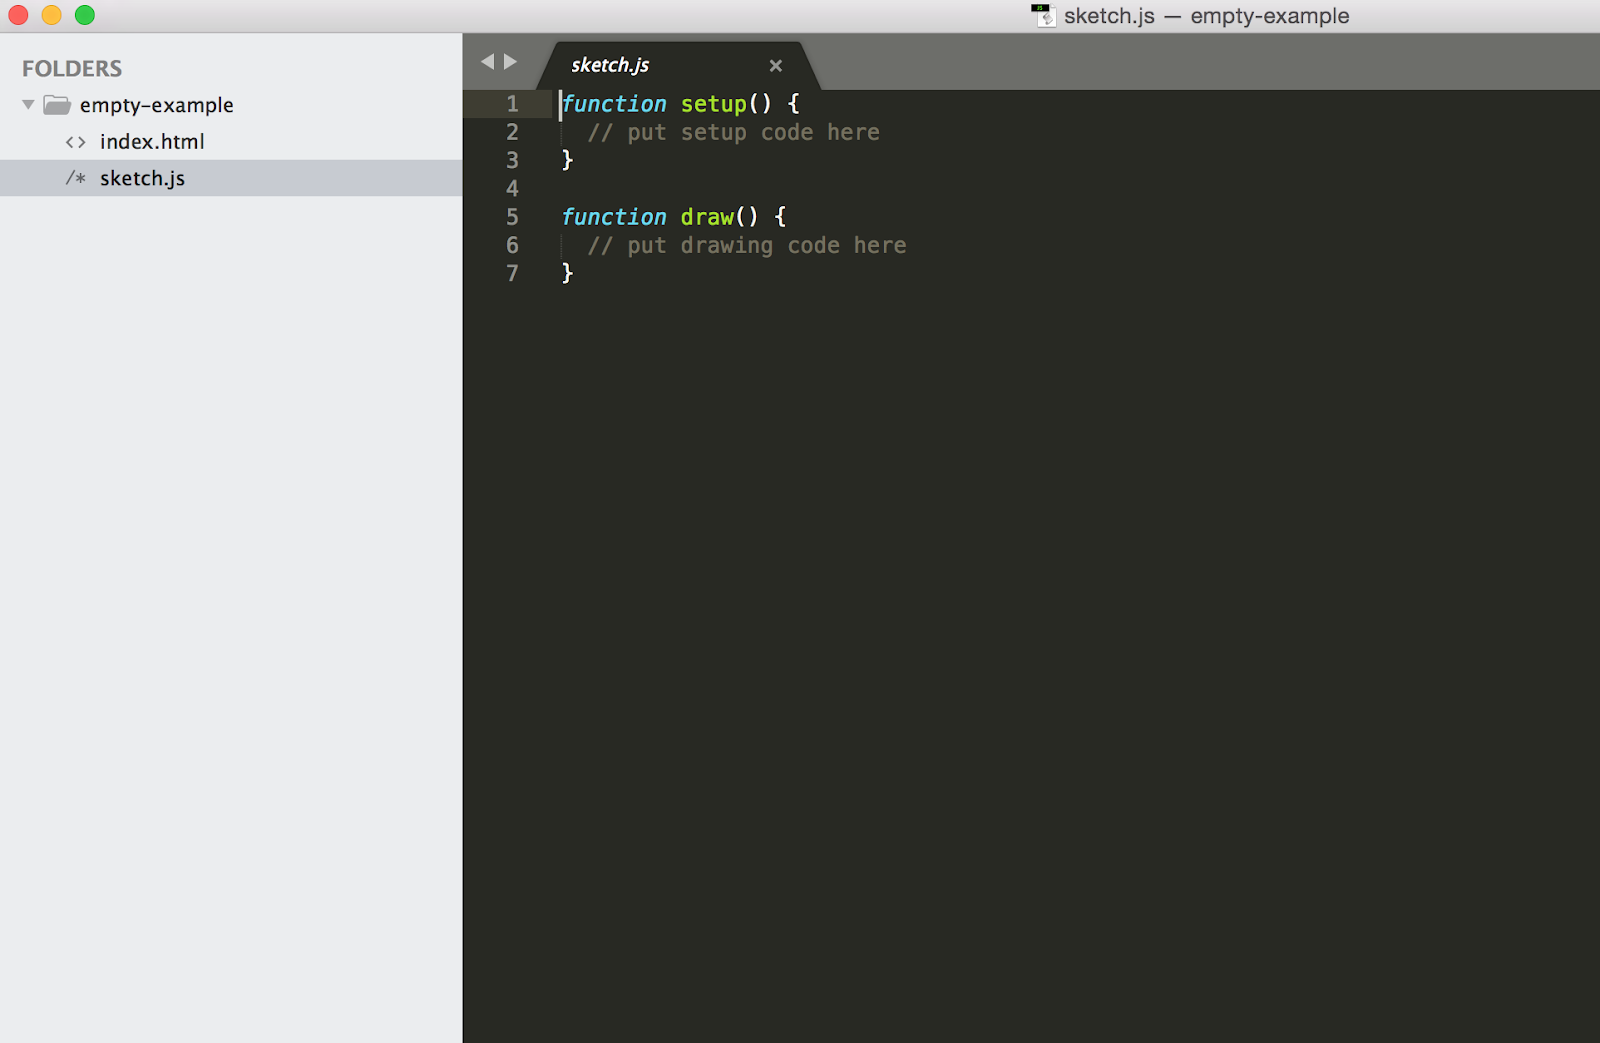 sketch.js — empty-example
FOLDERS
empty-example
<> index.html
/* sketch.js
sketch.js ×
1 function setup() {
2   // put setup code here
3 }
4
5 function draw() {
6   // put drawing code here
7 }